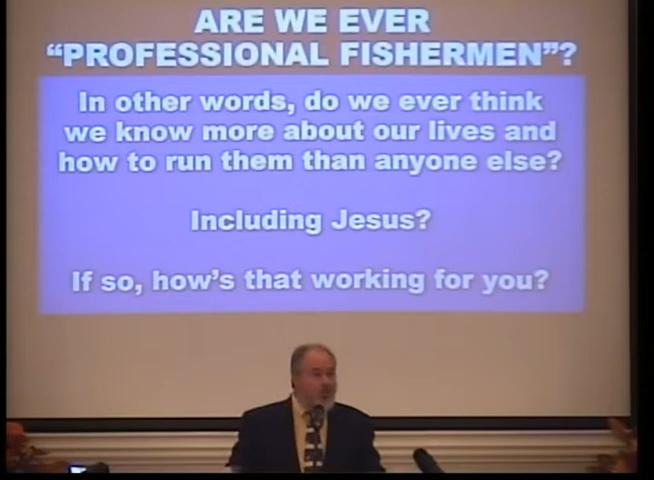 ARE WE EVER
“PROFESSIONAL FISHERMEN”?
In other words, do we ever think
we know more about our lives and
how to run them than anyone else?
Including Jesus?
If so, how’s that working for you?